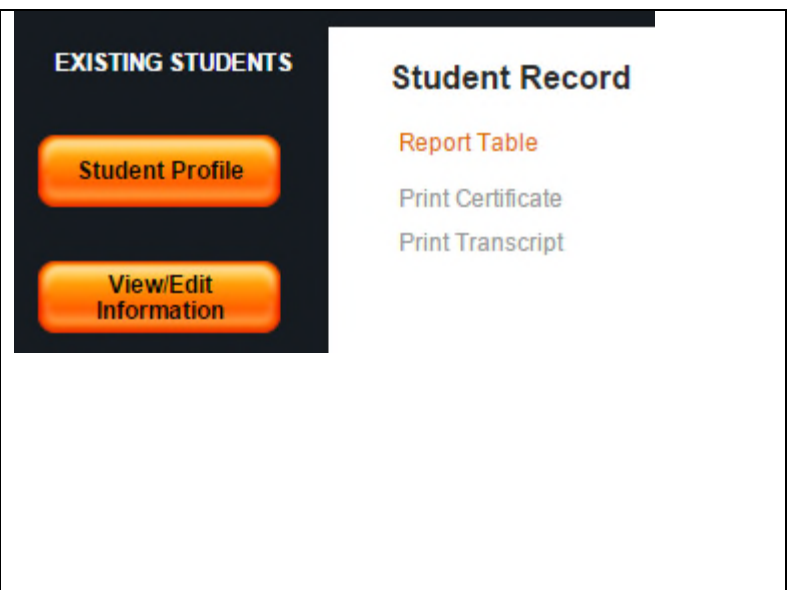 EXISTING STUDENTS
Student Profile
View/Edit
Information
Student Record
Report Table
Print Certificate
Print Transcript